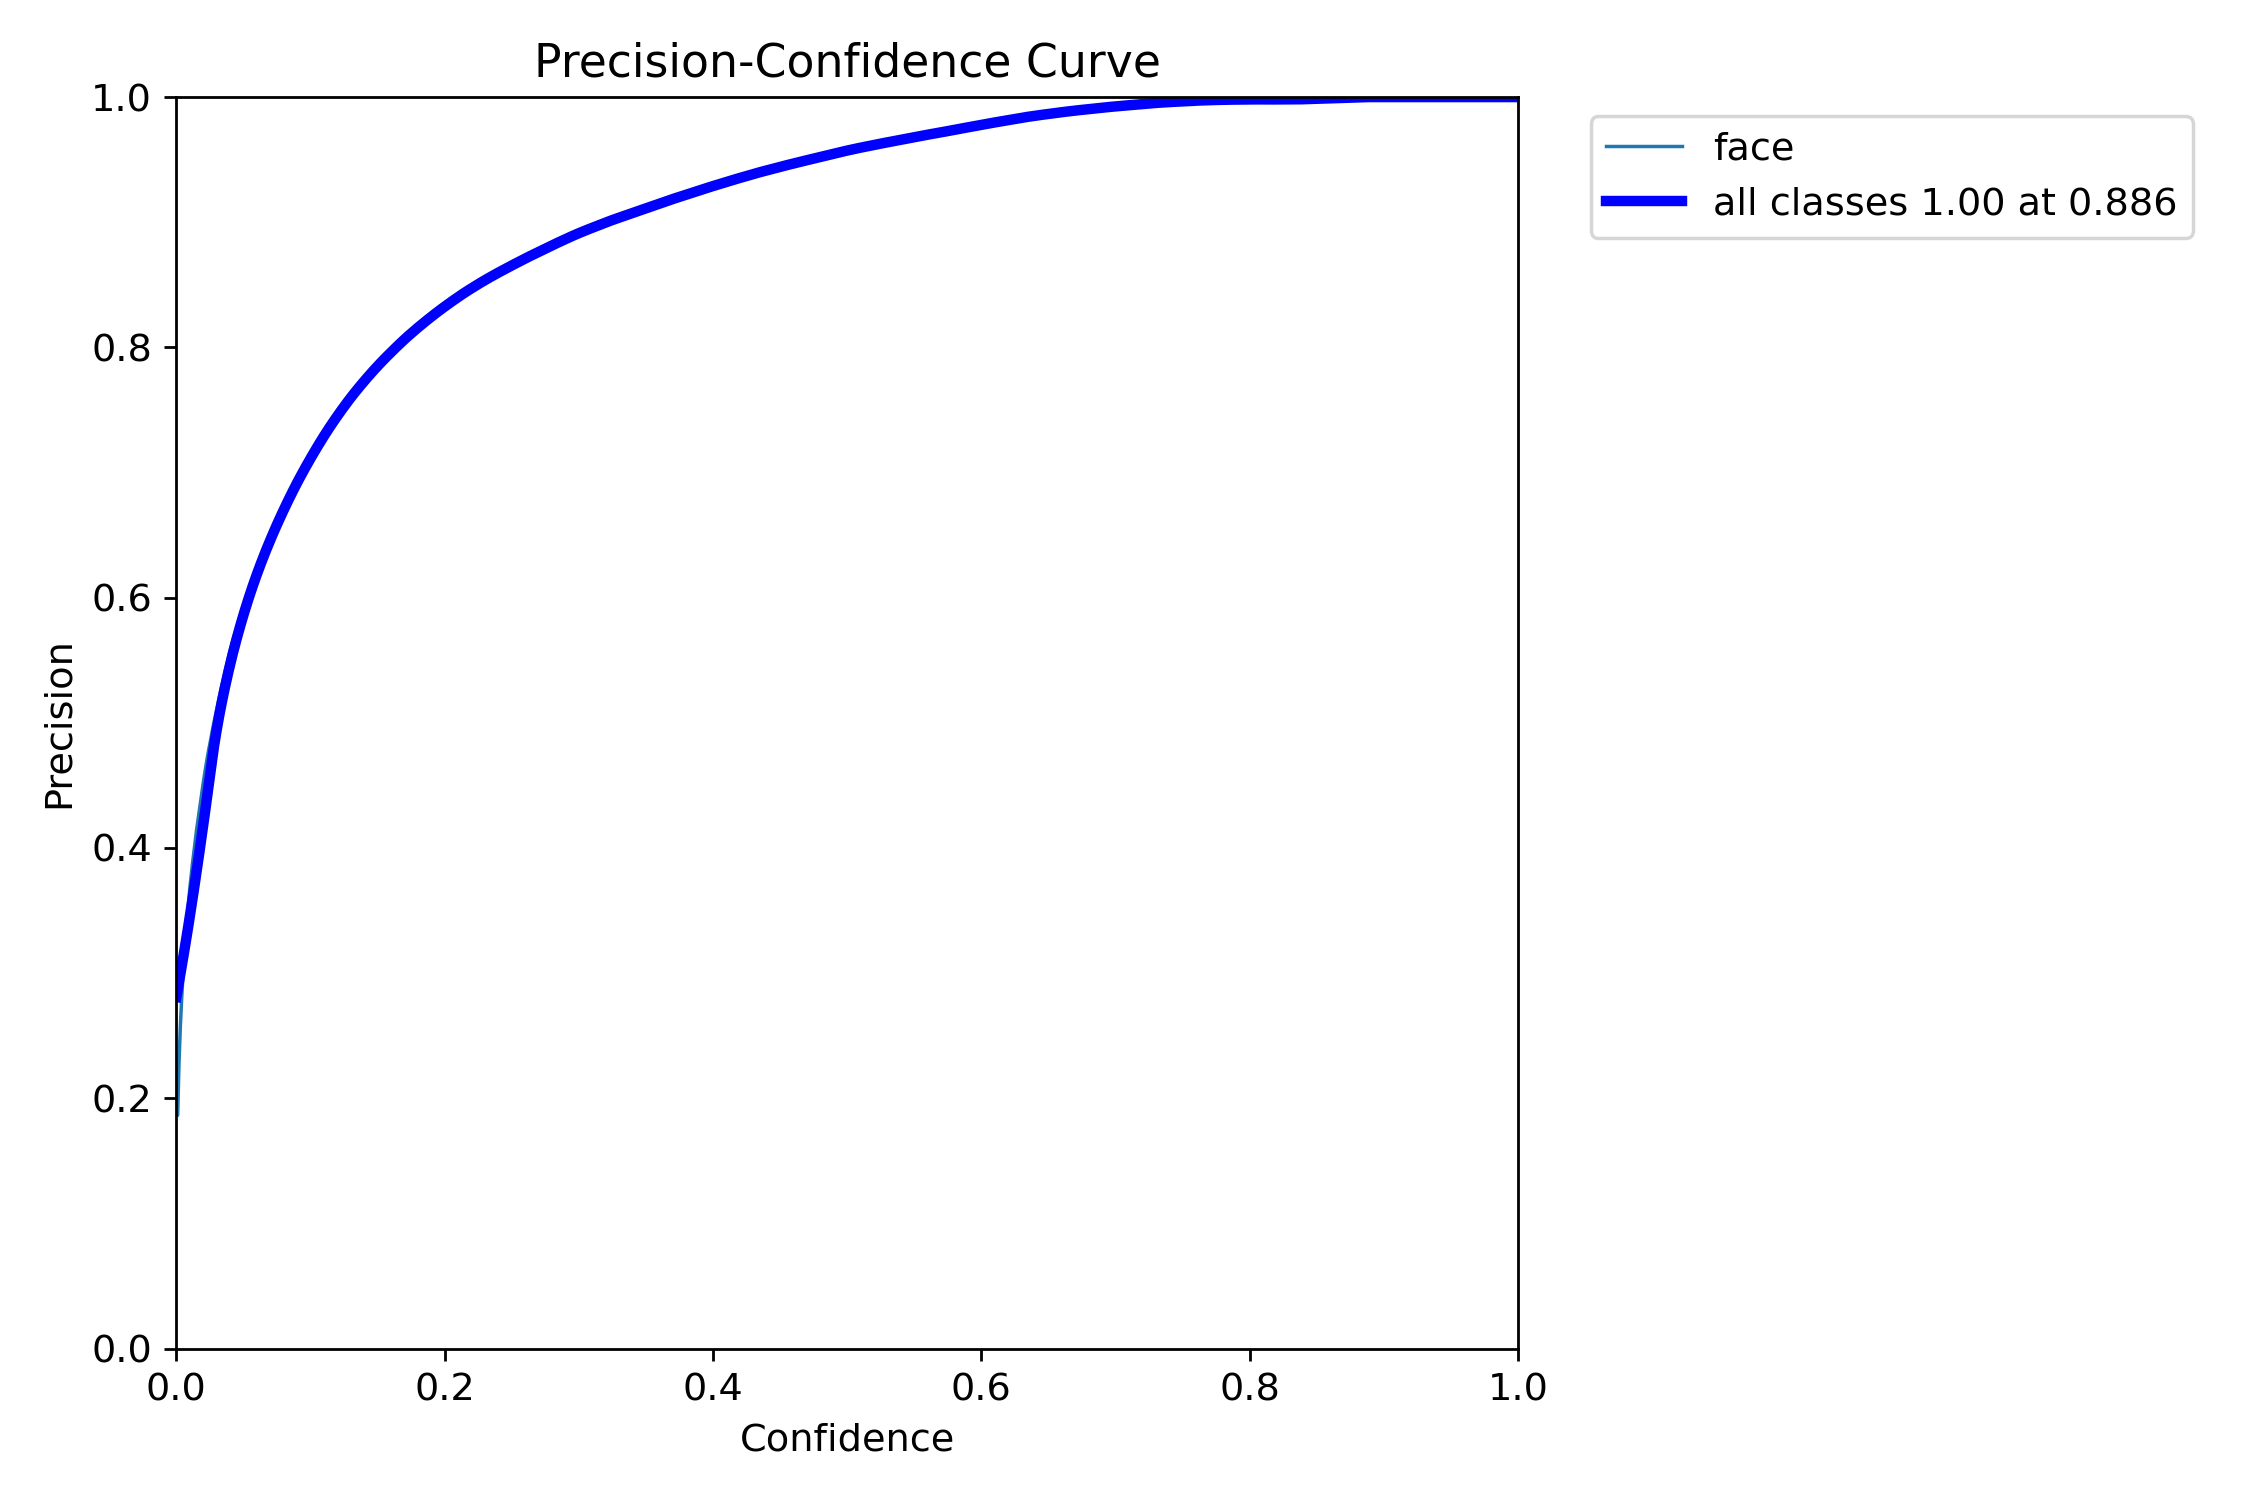 Precision-Confidence Curve
1.0
0.8
0.6
0.4
0.2
0.0
Precision
0.0 0.2 0.4 0.6 0.8 1.0
Confidence
face
all classes 1.00 at 0.886